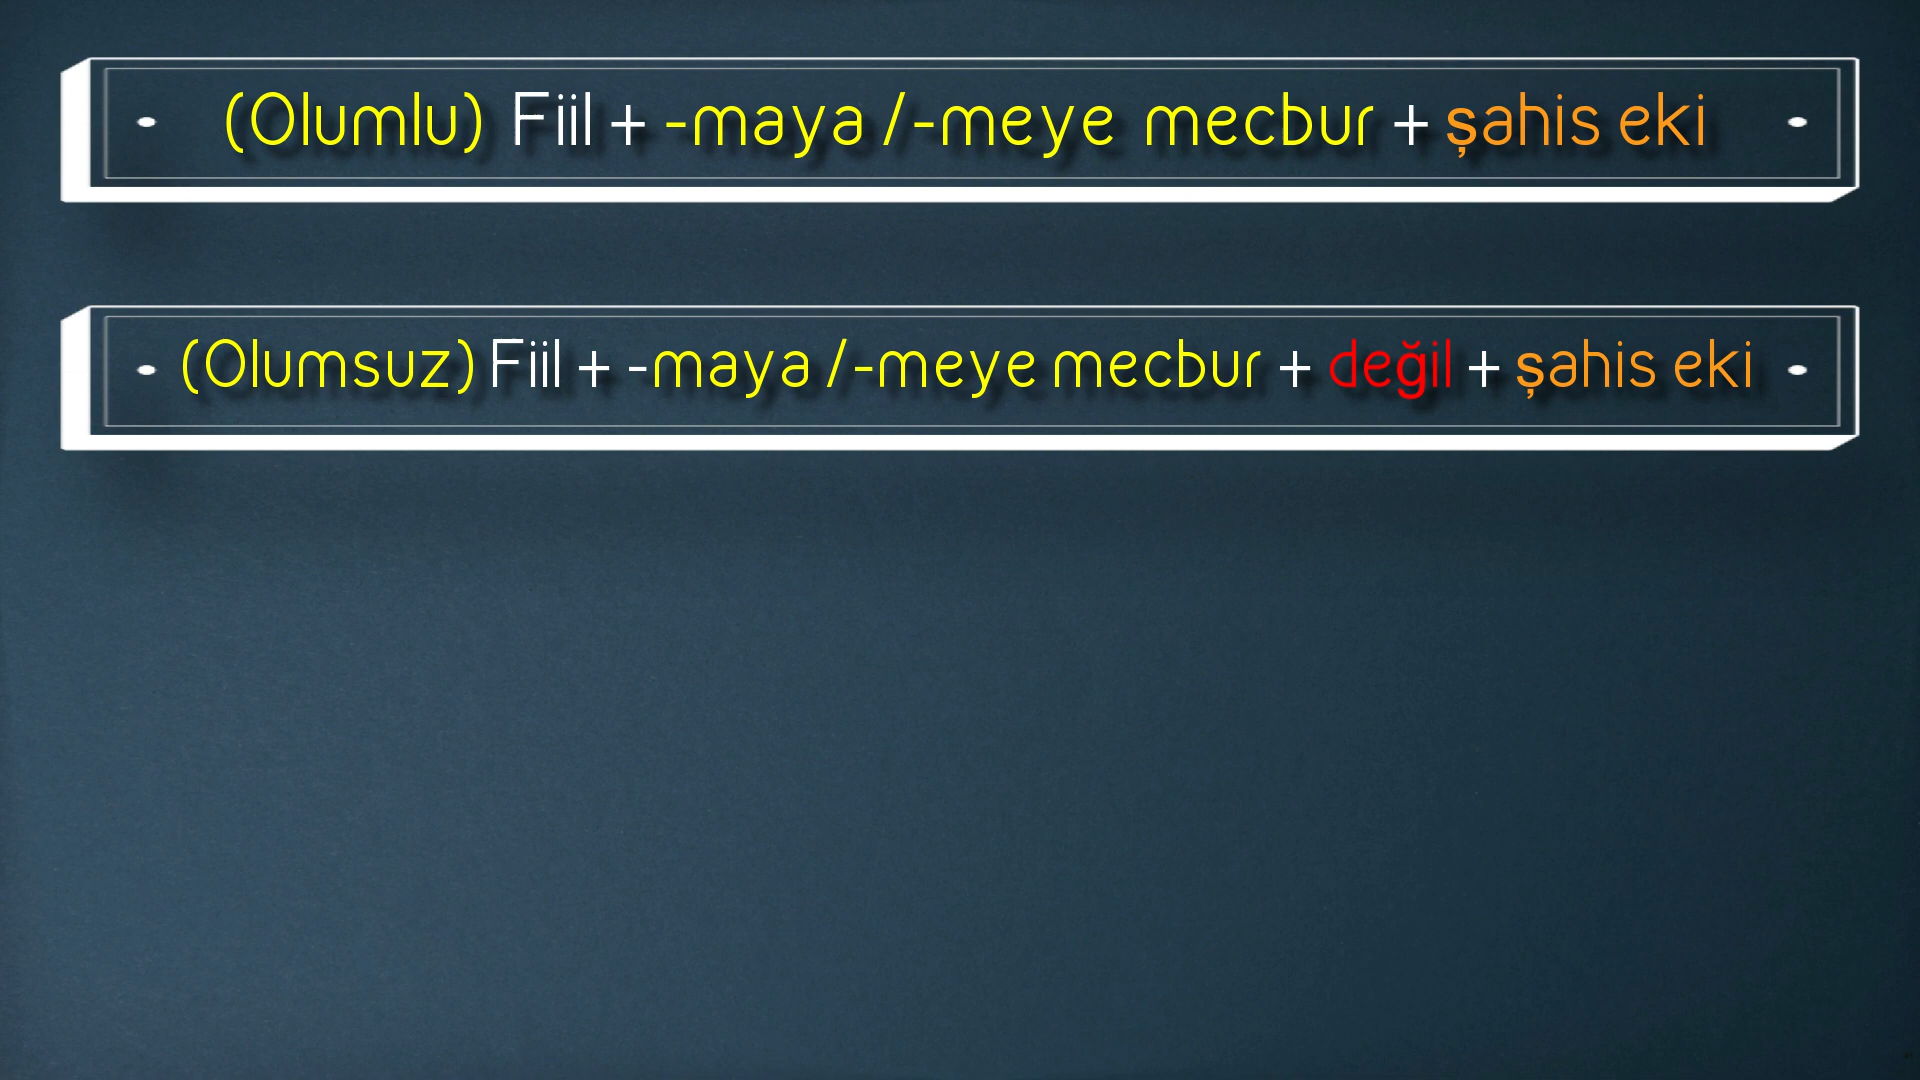 (Olumlu) Fiil + -maya /-meye mecbur + şahis eki
(Olumsuz) Fiil + -maya /-meye mecbur + değil + şahis eki